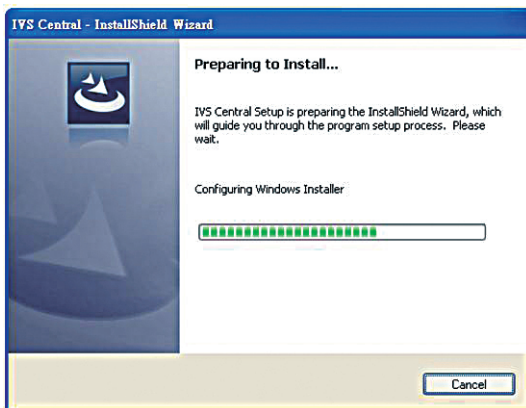 IVS Central - InstallShield Wizard
Preparing to Install...
IVS Central Setup is preparing the InstallShield Wizard, which
will guide you through the program setup process. Please
wait.
Configuring Windows Installer
Cancel